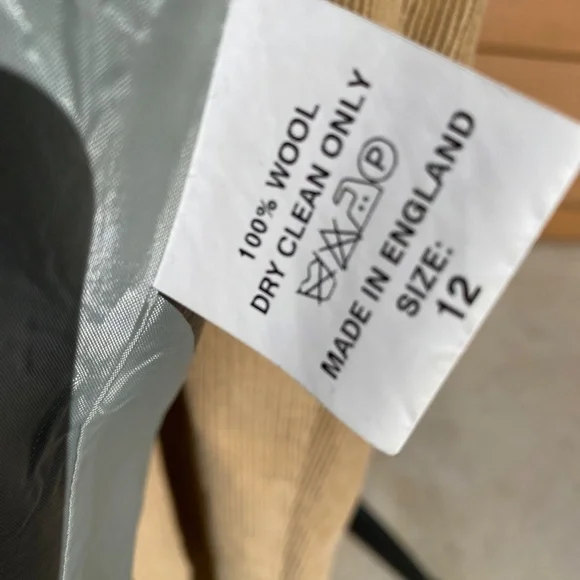 100% WOOL
DRY CLEAN ONLY
P
MADE IN ENGLAND
SIZE:
12